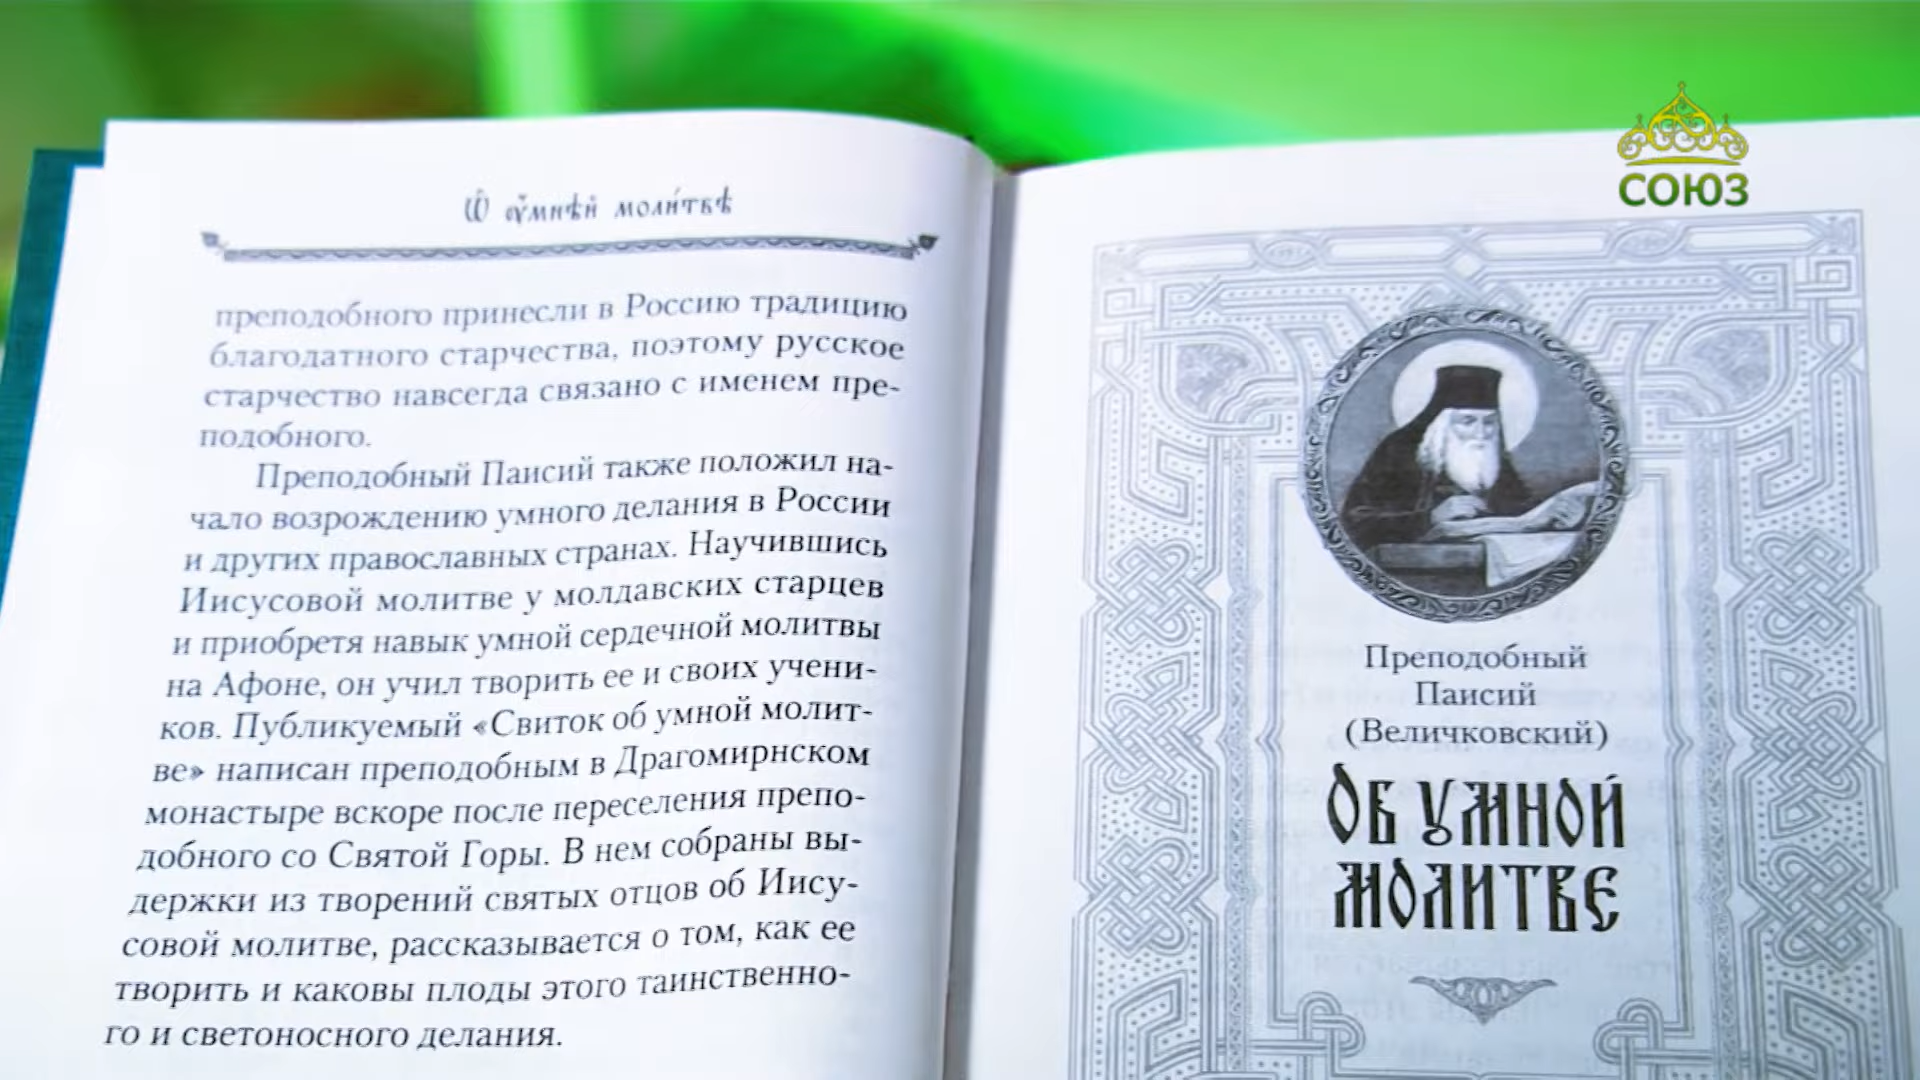 Ѡ҆ ᲂу҆́мнѣй моли́твѣ
преподобного принесли в Россию традицию
благодатного старчества, поэтому русское
старчество навсегда связано с именем пре-
подобного.
Преподобный Паисий также положил на-
чало возрождению умного делания в России
и других православных странах. Научившись
Иисусовой молитве у молдавских старцев
и приобретя навык умной сердечной молитвы
на Афоне, он учил творить ее и своих учени-
ков. Публикуемый «Свиток об умной молит-
ве» написан преподобным в Драгомирнском
монастыре вскоре после переселения препо-
добного со Святой Горы. В нем собраны вы-
держки из творений святых отцов об Иису-
совой молитве, рассказывается о том, как ее
творить и каковы плоды этого таинственно-
го и светоносного делания.
СОЮЗ
Преподобный
Паисий
(Величковский)
Об умной
молитве